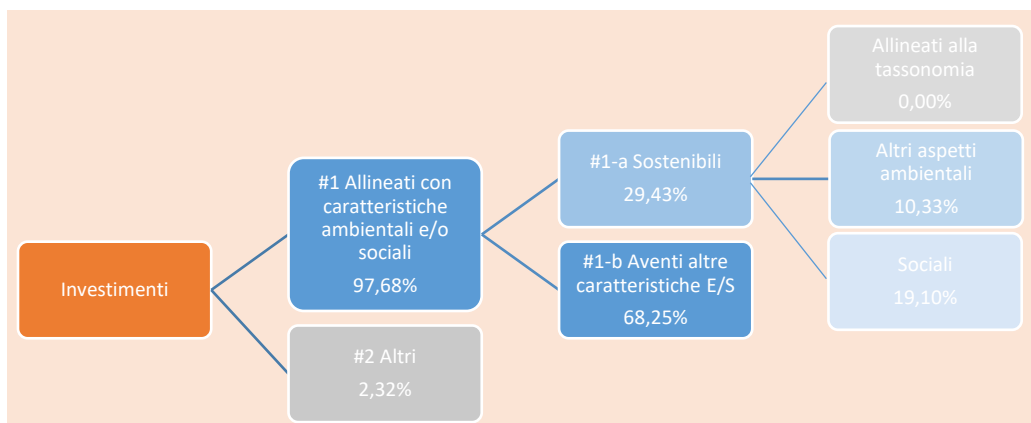 Investimenti
#1 Allineati con
caratteristiche
ambientali e/o
sociali
97,68%
#2 Altri
2,32%
#1-a Sostenibili
29,43%
#1-b Aventi altre
caratteristiche E/S
68,25%
Allineati alla
tassonomia
0,00%
Altri aspetti
ambientali
10,33%
Sociali
19,10%